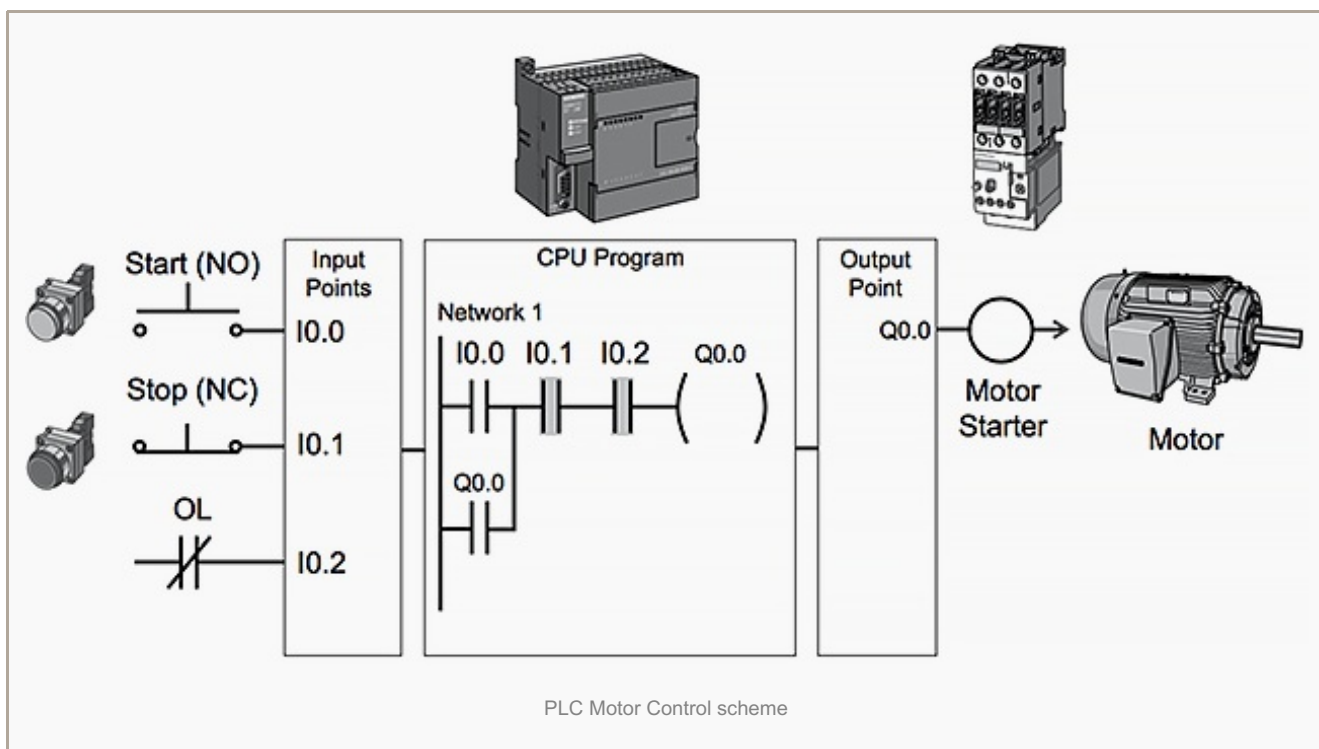 Start (NO)
Input
Points
I0.0
Stop (NC)
I0.1
OL
I0.2
CPU Program
Network 1
I0.0 I0.1 I0.2 Q0.0
Q0.0
Output
Point
Q0.0
Motor
Starter
Motor
PLC Motor Control scheme